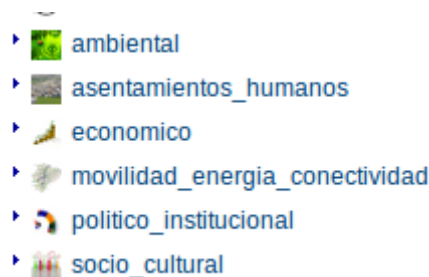 ambiental
asentamientos_humanos
economico
movilidad_energia_conectividad
politico_institucional
socio_cultural